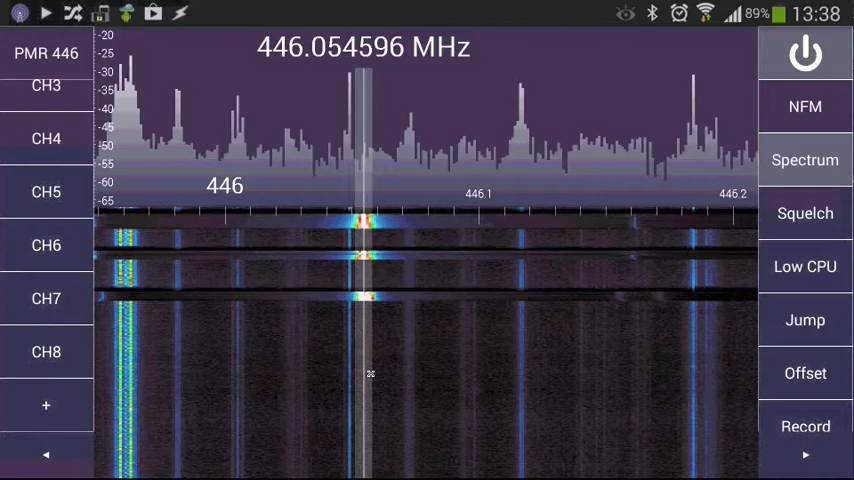 89% 13:38
PMR 446
CH3
CH4
CH5
CH6
CH7
CH8
+
-20
-25
-30
-35
-40
-45
-50
-55
-60
-65
446.054596 MHz
446
446.1
446.2
NFM
Spectrum
Squelch
Low CPU
Jump
Offset
Record